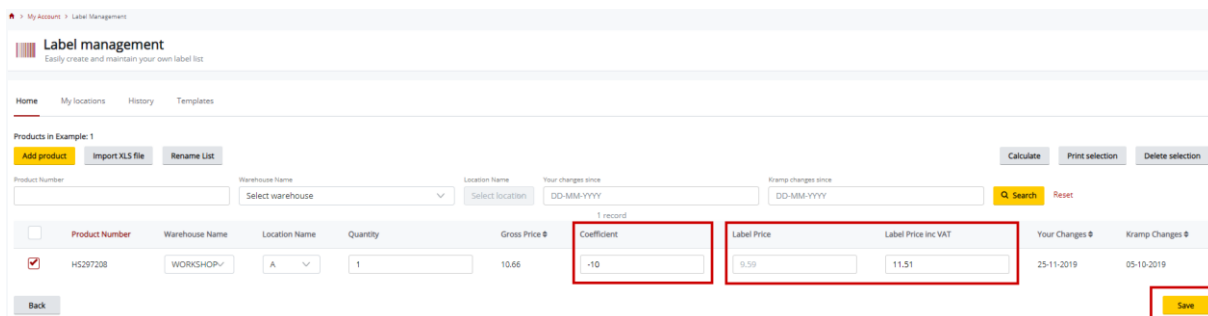 > My Account > Label Management
Label management
Easily create and maintain your own label list
Home My locations History Templates
Products in Example: 1
Add product Import XLS file Rename List Calculate Print selection Delete selection
Product Number Warehouse Name Location Name Your changes since Kramp changes since
Select warehouse Select location DD-MM-YYYY DD-MM-YYYY Search Reset
1 record
Product Number Warehouse Name Location Name Quantity Gross Price Coefficient Label Price Label Price inc VAT Your Changes Kramp Changes
HS297208 WORKSHOP A 1 10.66 -10 9.59 11.51 25-11-2019 05-10-2019
Back Save